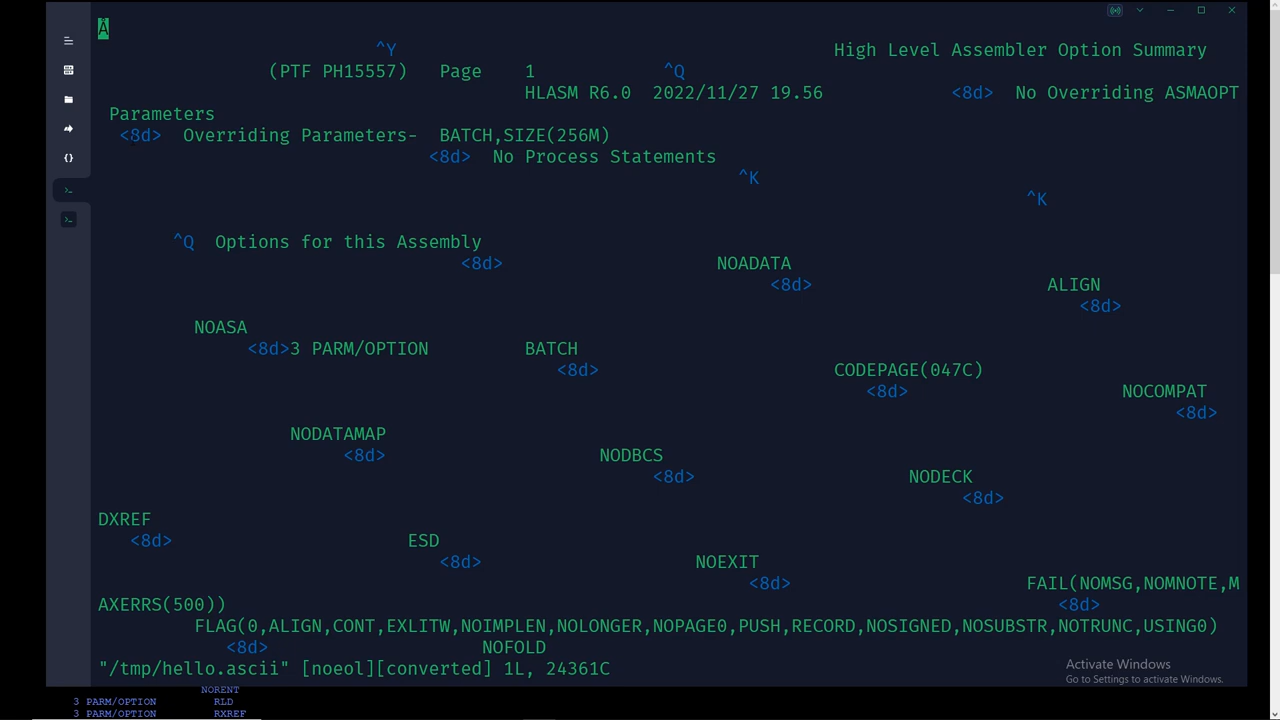 Ä
^Y High Level Assembler Option Summary
(PTF PH15557) Page 1 ^Q
HLASM R6.0 2022/11/27 19.56 <8d> No Overriding ASMAOPT
Parameters
<8d> Overriding Parameters- BATCH,SIZE(256M)
<8d> No Process Statements
^K
^K
^Q Options for this Assembly
<8d> NOADATA
<8d> ALIGN
<8d>
NOASA
<8d>3 PARM/OPTION BATCH
<8d> CODEPAGE(047C)
<8d> NOCOMPAT
<8d>
NODATAMAP
<8d> NODBCS
<8d> NODECK
<8d>
DXREF
<8d> ESD
<8d> NOEXIT
<8d> FAIL(NOMSG,NOMNOTE,M
AXERRS(500)) <8d>
FLAG(0,ALIGN,CONT,EXLITW,NOIMPLEN,NOLONGER,NOPAGE0,PUSH,RECORD,NOSIGNED,NOSUBSTR,NOTRUNC,USING0)
<8d> NOFOLD
"/tmp/hello.ascii" [noeol][converted] 1L, 24361C
Activate Windows
Go to Settings to activate Windows.
NORENT
3 PARM/OPTION RLD
3 PARM/OPTION RXREF